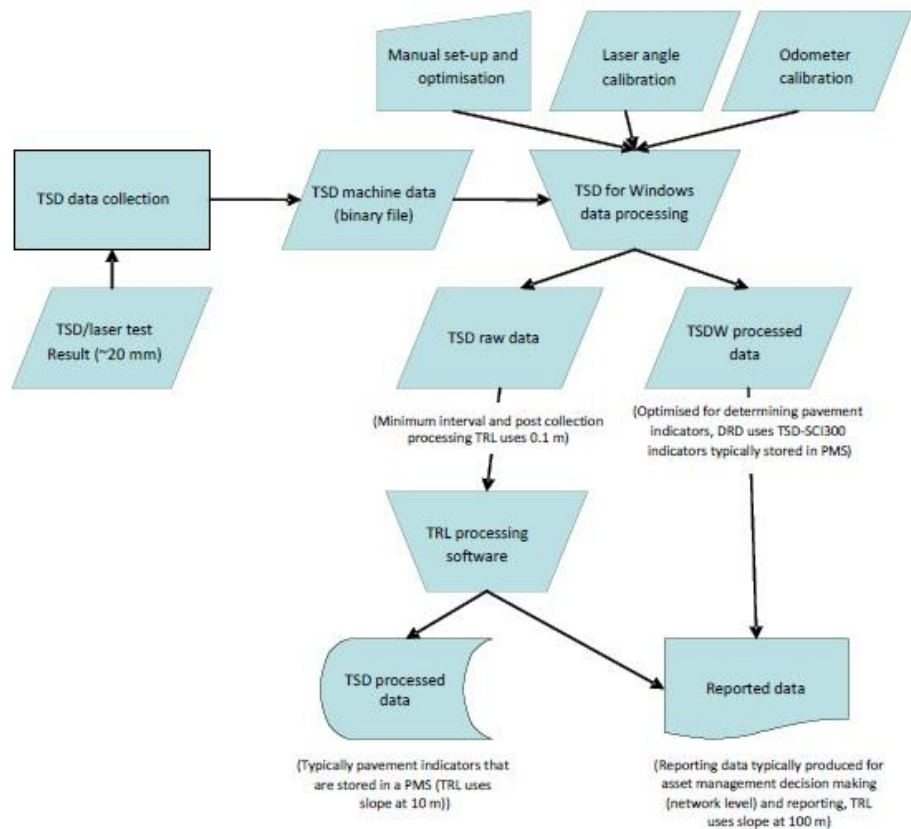 Manual set-up and
optimisation
Laser angle
calibration
Odometer
calibration
TSD data collection
TSD machine data
(binary file)
TSD for Windows
data processing
TSD/laser test
Result (~20 mm)
TSD raw data
TSDW processed
data
(Minimum interval and post collection
processing TRL uses 0.1 m)
(Optimised for determining pavement
indicators, DRD uses TSD-SCI300
indicators typically stored in PMS)
TRL processing
software
TSD processed
data
Reported data
(Typically pavement indicators that
are stored in a PMS (TRL uses
slope at 10 m))
(Reporting data typically produced for
asset management decision making
(network level) and reporting, TRL
uses slope at 100 m)